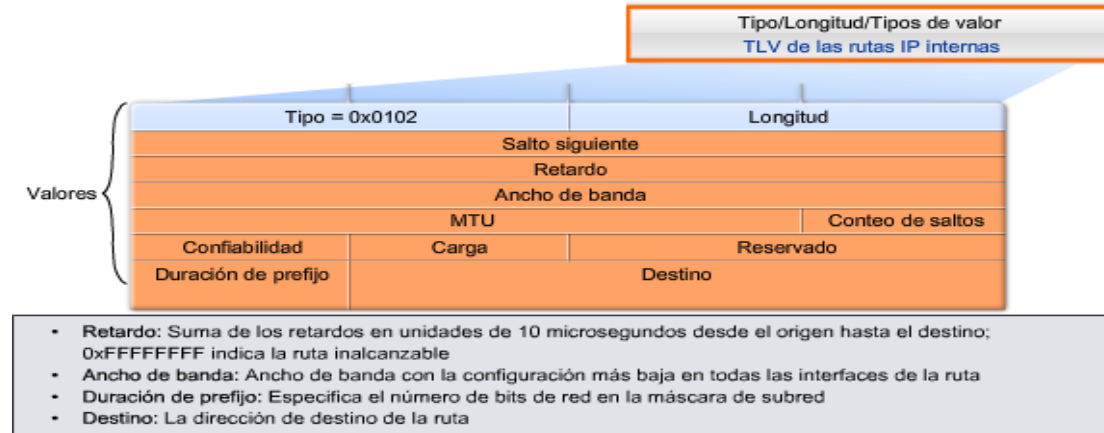 Tipo/Longitud/Tipos de valor
TLV de las rutas IP internas
Tipo = 0x0102 Longitud
Salto siguiente
Retardo
Valores
Ancho de banda
MTU Conteo de saltos
Confiabilidad Carga Reservado
Duración de prefijo Destino
• Retardo: Suma de los retardos en unidades de 10 microsegundos desde el origen hasta el destino;
0xFFFFFFFF indica la ruta inalcanzable
• Ancho de banda: Ancho de banda con la configuración más baja en todas las interfaces de la ruta
• Duración de prefijo: Especifica el número de bits de red en la máscara de subred
• Destino: La dirección de destino de la ruta